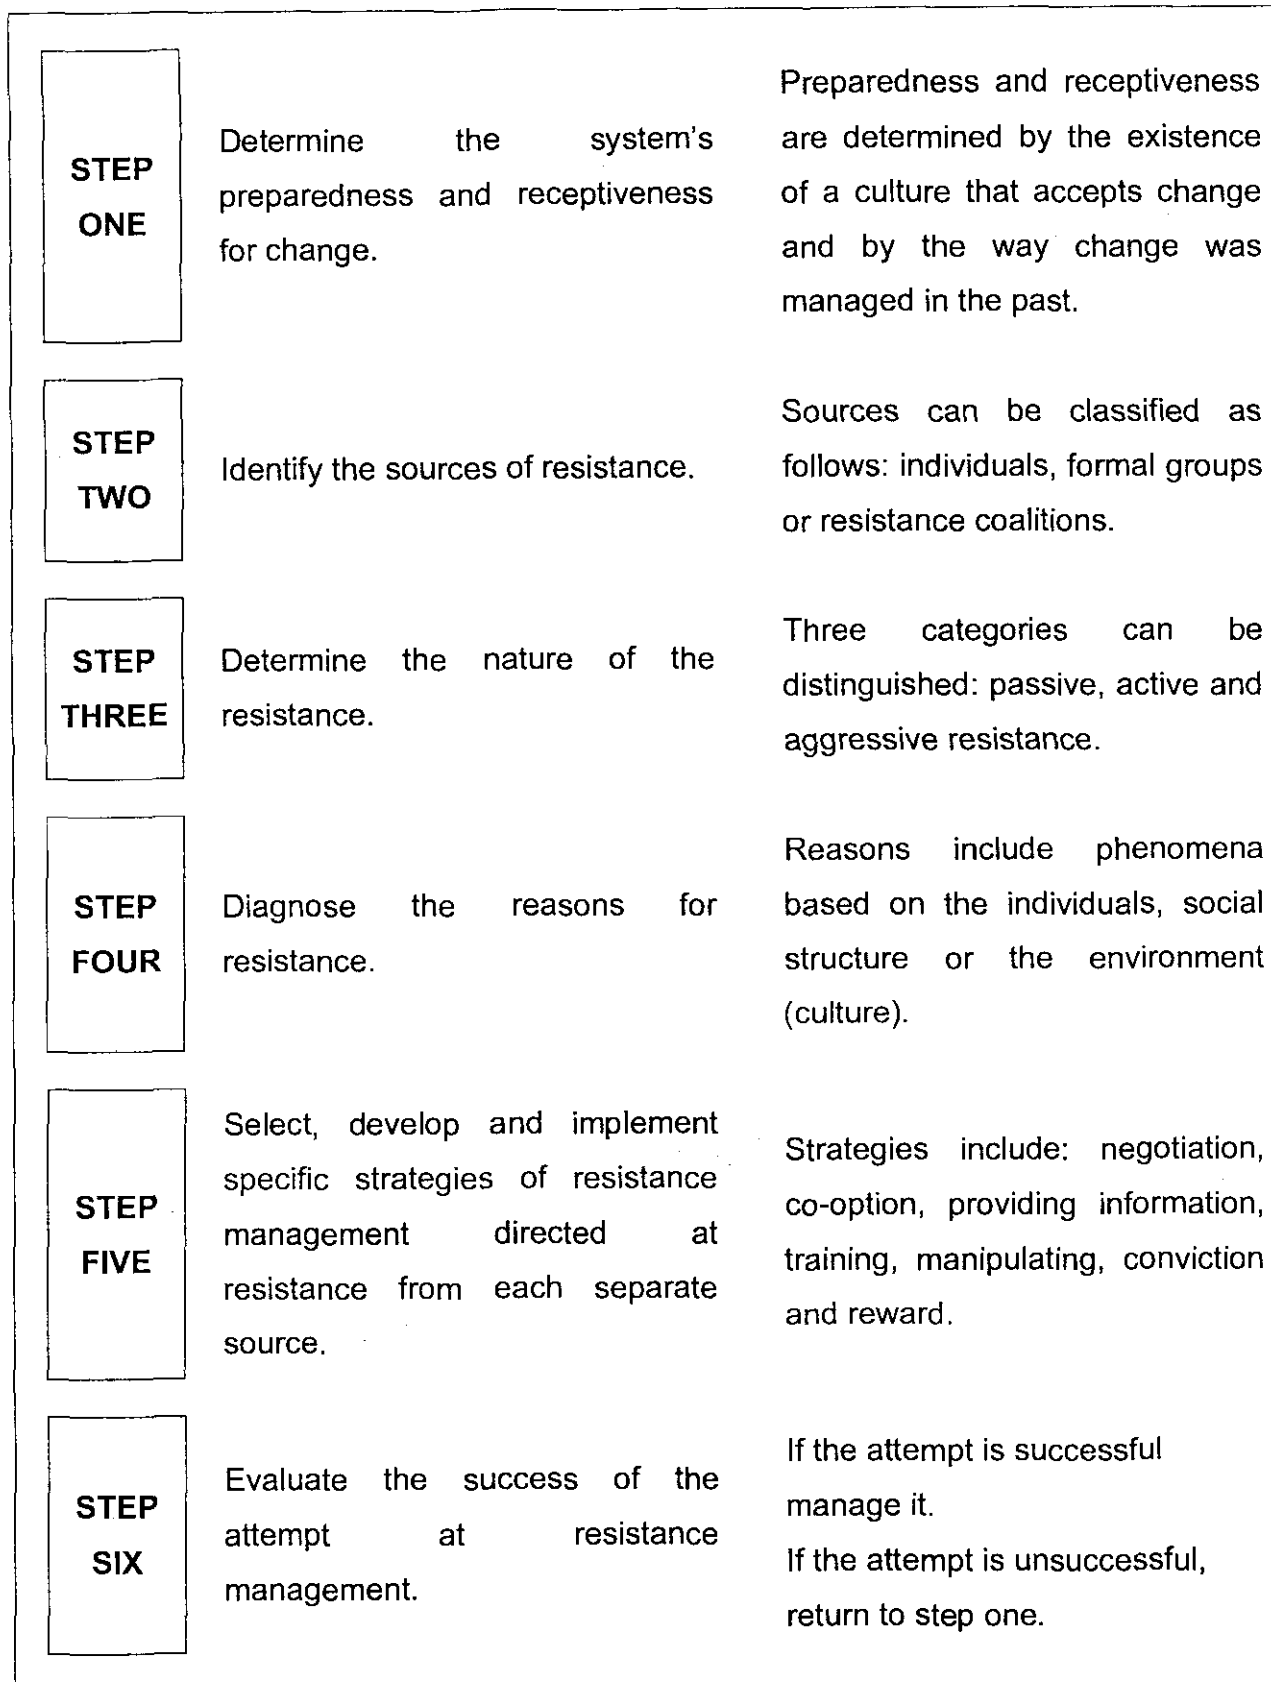 STEP
ONE
Determine the system's
preparedness and receptiveness
for change.
Preparedness and receptiveness
are determined by the existence
of a culture that accepts change
and by the way change was
managed in the past.
STEP
TWO
Identify the sources of resistance.
Sources can be classified as
follows: individuals, formal groups
or resistance coalitions.
STEP
THREE
Determine the nature of the
resistance.
Three categories can be
distinguished: passive, active and
aggressive resistance.
STEP
FOUR
Diagnose the reasons for
resistance.
Reasons include phenomena
based on the individuals, social
structure or the environment
(culture).
STEP
FIVE
Select, develop and implement
specific strategies of resistance
management directed at
resistance from each separate
source.
Strategies include: negotiation,
co-option, providing information,
training, manipulating, conviction
and reward.
STEP
SIX
Evaluate the success of the
attempt at resistance
management.
If the attempt is successful
manage it.
If the attempt is unsuccessful,
return to step one.